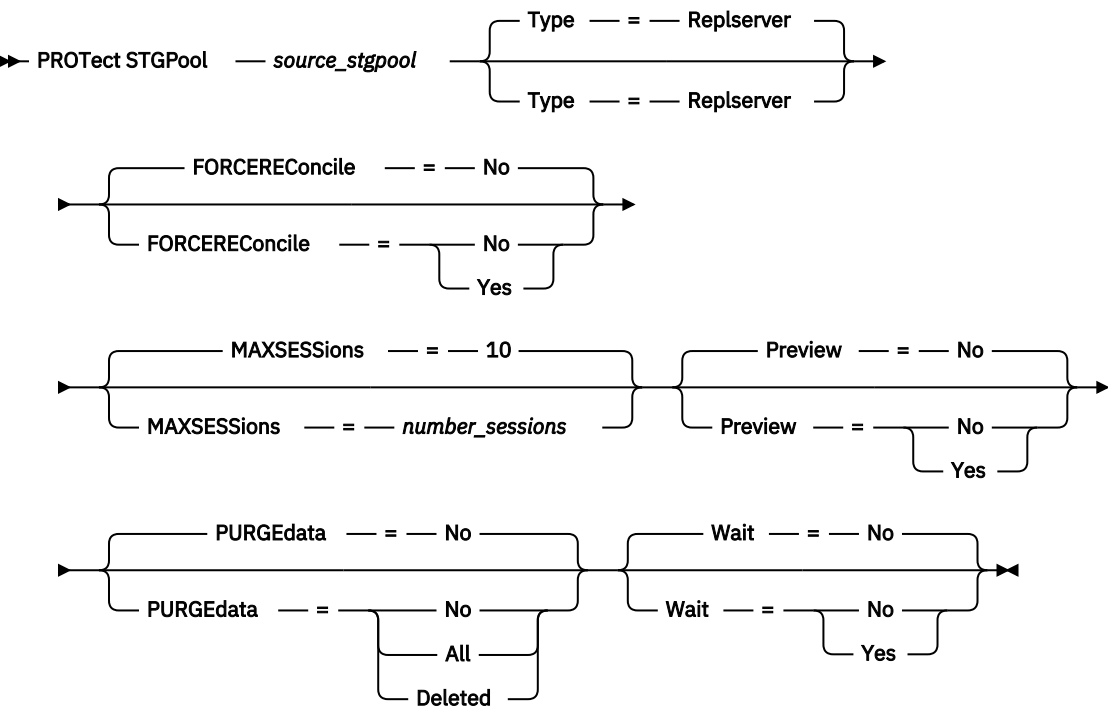 Type = Replserver
PROTect STGPool source_stgpool
Type = Replserver
FORCEREConcile = No
FORCEREConcile = No
Yes
MAXSESSions = 10 Preview = No
MAXSESSions = number_sessions Preview = No
Yes
PURGEdata = No Wait = No
PURGEdata = No Wait = No
All Yes
Deleted